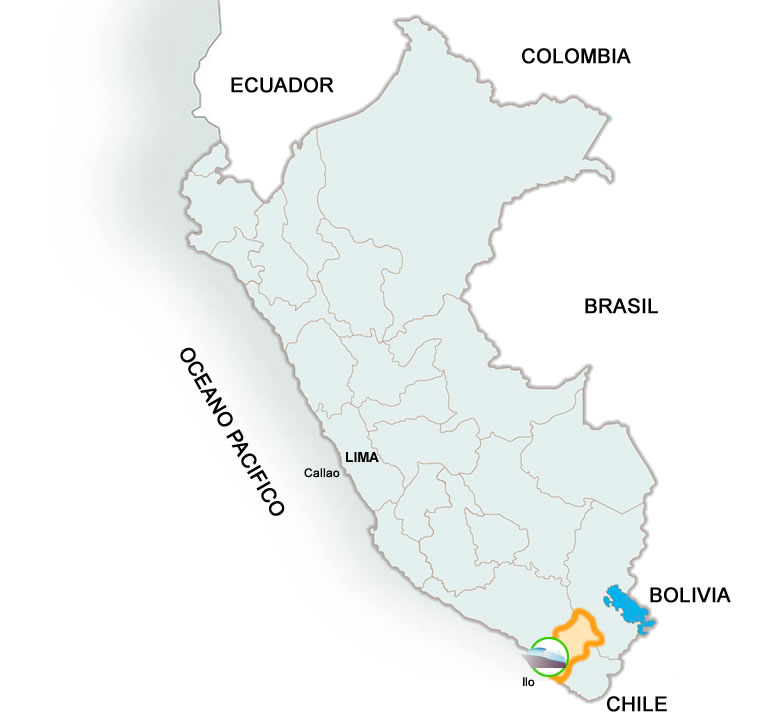 COLOMBIA
ECUADOR
BRASIL
OCEANO PACIFICO
LIMA
Callao
BOLIVIA
Ilo
CHILE